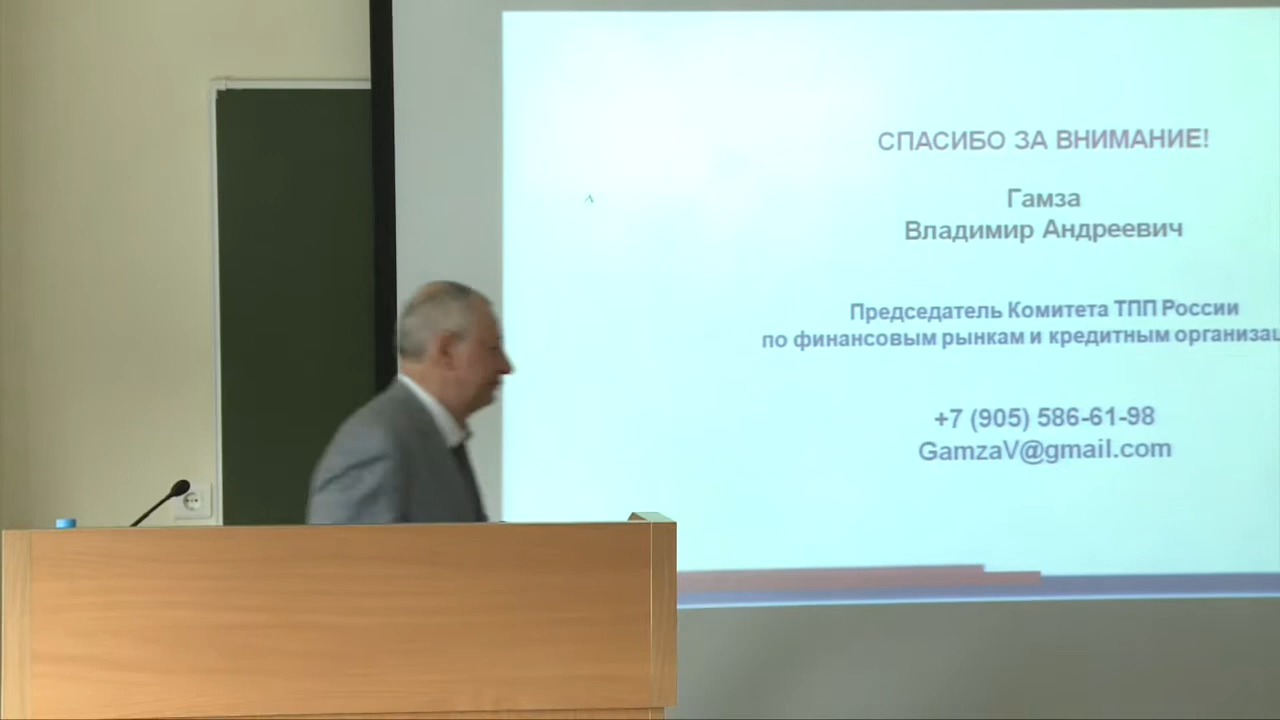 СПАСИБО ЗА ВНИМАНИЕ!
Гамза
Владимир Андреевич
Председатель Комитета ТПП России
по финансовым рынкам и кредитным организац
+7 (905) 586-61-98
GamzaV@gmail.com